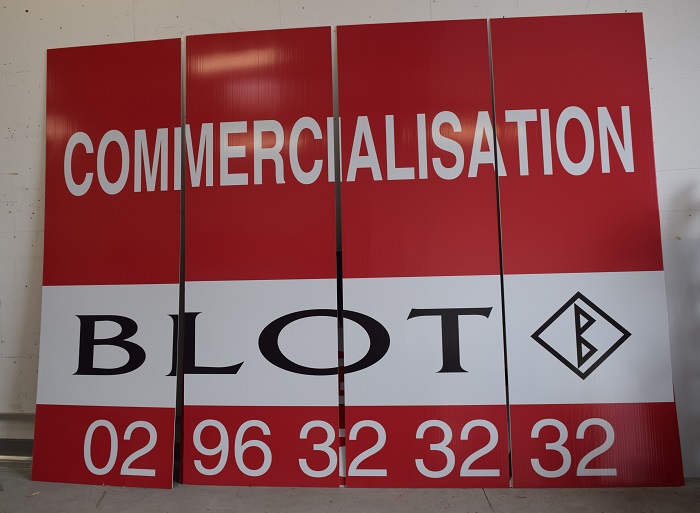 COMMERCIALISATION
BLOT B
02 96 32 32 32